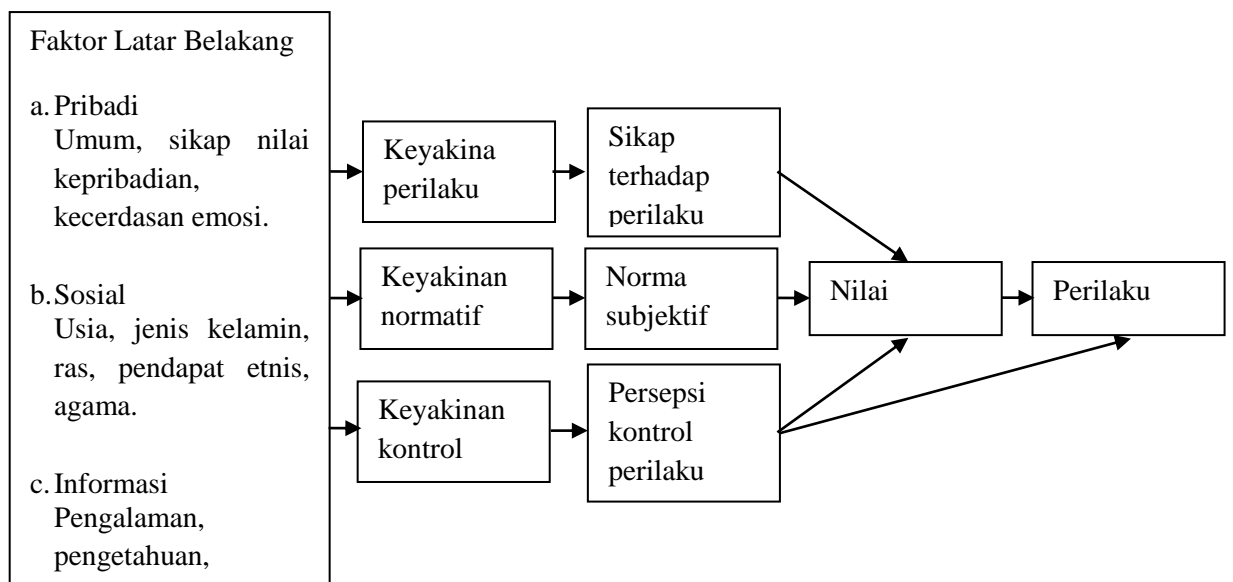 Faktor Latar Belakang
a. Pribadi
Umum, sikap nilai
kepribadian,
kecerdasan emosi.
b. Sosial
Usia, jenis kelamin,
ras, pendapat etnis,
agama.
c. Informasi
Pengalaman,
pengetahuan,
Keyakina
perilaku
Sikap
terhadap
perilaku
Keyakinan
normatif
Norma
subjektif
Nilai
Perilaku
Keyakinan
kontrol
Persepsi
kontrol
perilaku